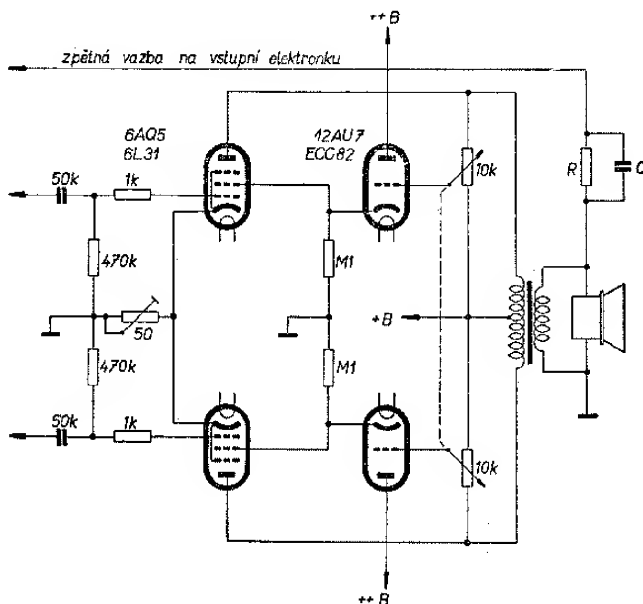 ++B
zpětná vazba na vstupní elektronku
6AQ5
6L31
12AU7
ECC82
50k
1k
10k
R
C
470k
M1
50
+B
470k
M1
50k
1k
10k
++B